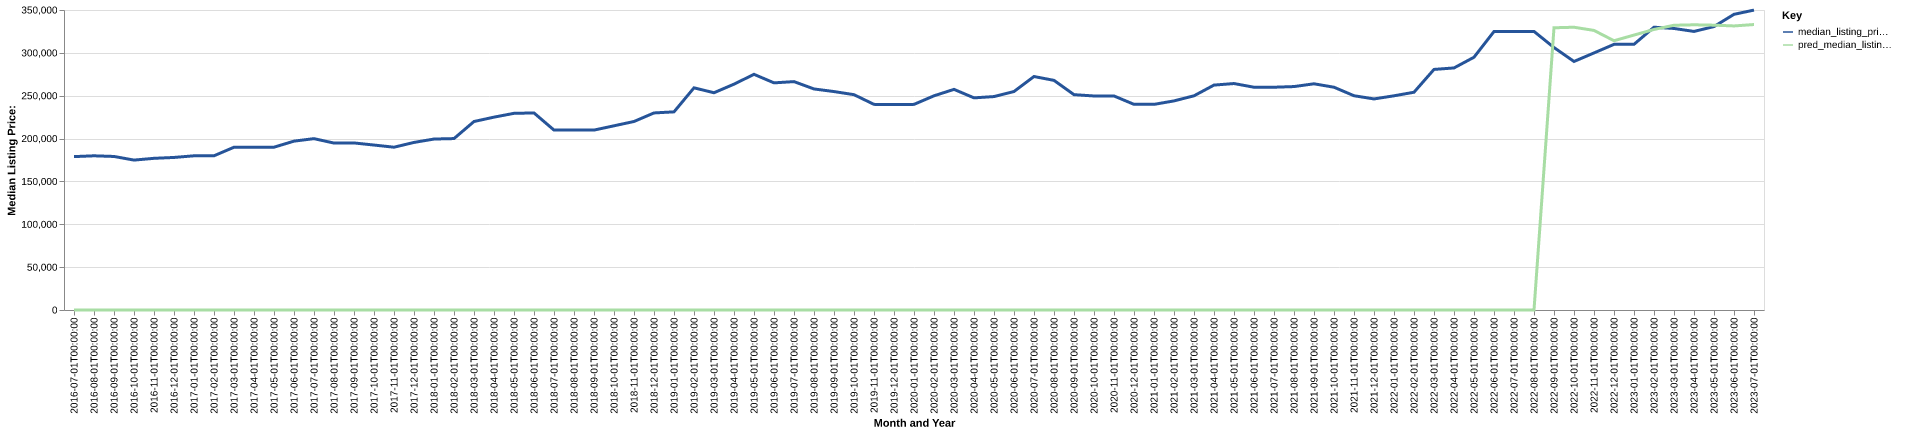 350,000
300,000
250,000
200,000
150,000
100,000
50,000
0
Median Listing Price:
2016-07-01T00:00:00
2016-08-01T00:00:00
2016-09-01T00:00:00
2016-10-01T00:00:00
2016-11-01T00:00:00
2016-12-01T00:00:00
2017-01-01T00:00:00
2017-02-01T00:00:00
2017-03-01T00:00:00
2017-04-01T00:00:00
2017-05-01T00:00:00
2017-06-01T00:00:00
2017-07-01T00:00:00
2017-08-01T00:00:00
2017-09-01T00:00:00
2017-10-01T00:00:00
2017-11-01T00:00:00
2017-12-01T00:00:00
2018-01-01T00:00:00
2018-02-01T00:00:00
2018-03-01T00:00:00
2018-04-01T00:00:00
2018-05-01T00:00:00
2018-06-01T00:00:00
2018-07-01T00:00:00
2018-08-01T00:00:00
2018-09-01T00:00:00
2018-10-01T00:00:00
2018-11-01T00:00:00
2018-12-01T00:00:00
2019-01-01T00:00:00
2019-02-01T00:00:00
2019-03-01T00:00:00
2019-04-01T00:00:00
2019-05-01T00:00:00
2019-06-01T00:00:00
2019-07-01T00:00:00
2019-08-01T00:00:00
2019-09-01T00:00:00
2019-10-01T00:00:00
2019-11-01T00:00:00
2019-12-01T00:00:00
2020-01-01T00:00:00
2020-02-01T00:00:00
2020-03-01T00:00:00
2020-04-01T00:00:00
2020-05-01T00:00:00
2020-06-01T00:00:00
2020-07-01T00:00:00
2020-08-01T00:00:00
2020-09-01T00:00:00
2020-10-01T00:00:00
2020-11-01T00:00:00
2020-12-01T00:00:00
2021-01-01T00:00:00
2021-02-01T00:00:00
2021-03-01T00:00:00
2021-04-01T00:00:00
2021-05-01T00:00:00
2021-06-01T00:00:00
2021-07-01T00:00:00
2021-08-01T00:00:00
2021-09-01T00:00:00
2021-10-01T00:00:00
2021-11-01T00:00:00
2021-12-01T00:00:00
2022-01-01T00:00:00
2022-02-01T00:00:00
2022-03-01T00:00:00
2022-04-01T00:00:00
2022-05-01T00:00:00
2022-06-01T00:00:00
2022-07-01T00:00:00
2022-08-01T00:00:00
2022-09-01T00:00:00
2022-10-01T00:00:00
2022-11-01T00:00:00
2022-12-01T00:00:00
2023-01-01T00:00:00
2023-02-01T00:00:00
2023-03-01T00:00:00
2023-04-01T00:00:00
2023-05-01T00:00:00
2023-06-01T00:00:00
2023-07-01T00:00:00
Month and Year
Key
median_listing_pri…
pred_median_listin…